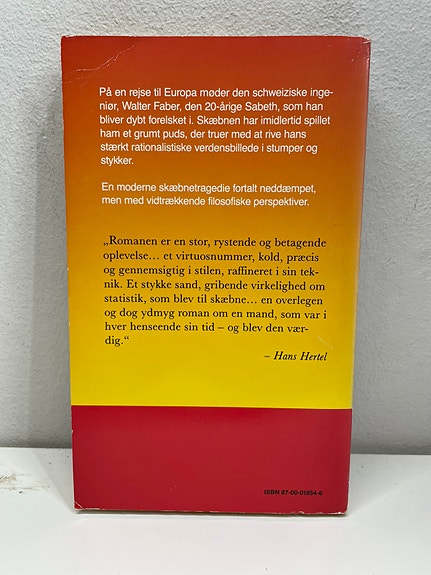 På en rejse til Europa møder den schweiziske inge-
niør, Walter Faber, den 20-årige Sabeth, som han
bliver dybt forelsket i. Skæbnen har imidlertid spillet
ham et grumt puds, der truer med at rive hans
stærkt rationalistiske verdensbillede i stumper og
stykker.
En moderne skæbnetragedie fortalt neddæmpet,
men med vidtrækkende filosofiske perspektiver.
„Romanen er en stor, rystende og betagende
oplevelse... et virtuosnummer, kold, præcis
og gennemsigtig i stilen, raffineret i sin tek-
nik. Et stykke sand, gribende virkelighed om
statistik, som blev til skæbne... en overlegen
og dog ydmyg roman om en mand, som var i
hver henseende sin tid – og blev den vær-
dig.“
– Hans Hertel
ISBN 87-00-01854-6